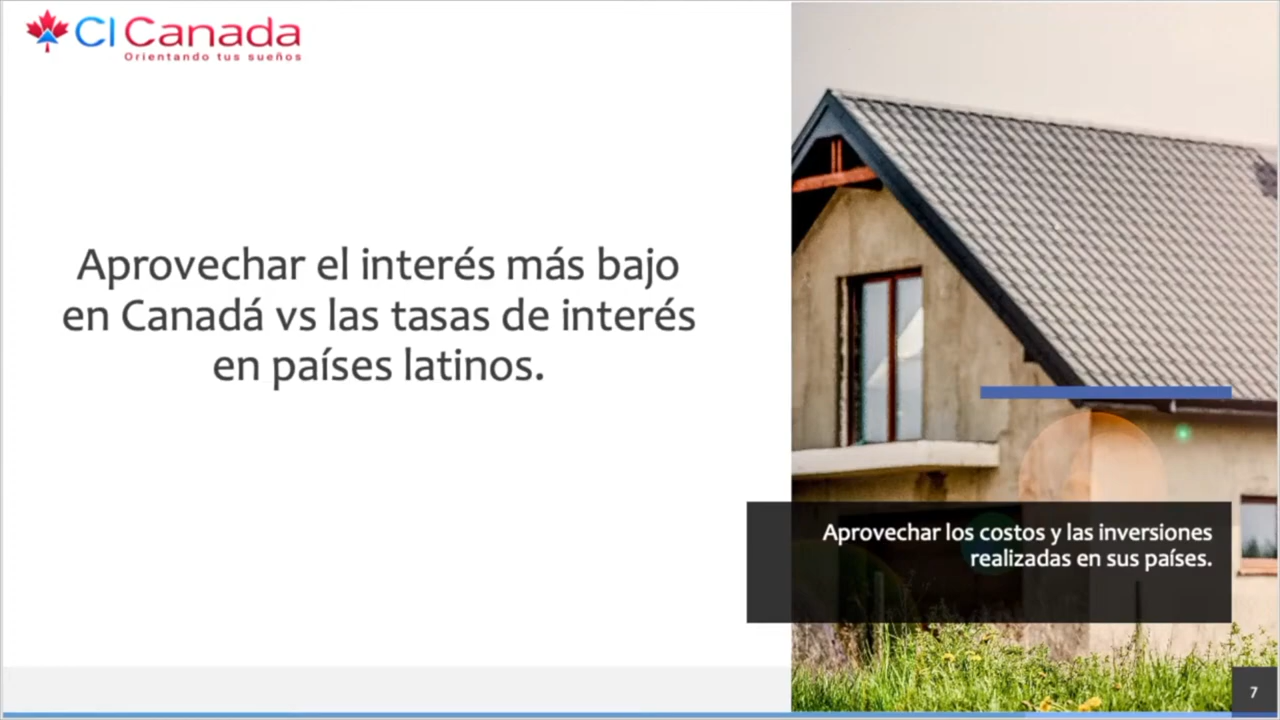 CI Canada
Orientando tus sueños
Aprovechar el interés más bajo
en Canadá vs las tasas de interés
en países latinos.
Aprovechar los costos y las inversiones
realizadas en sus países.
7